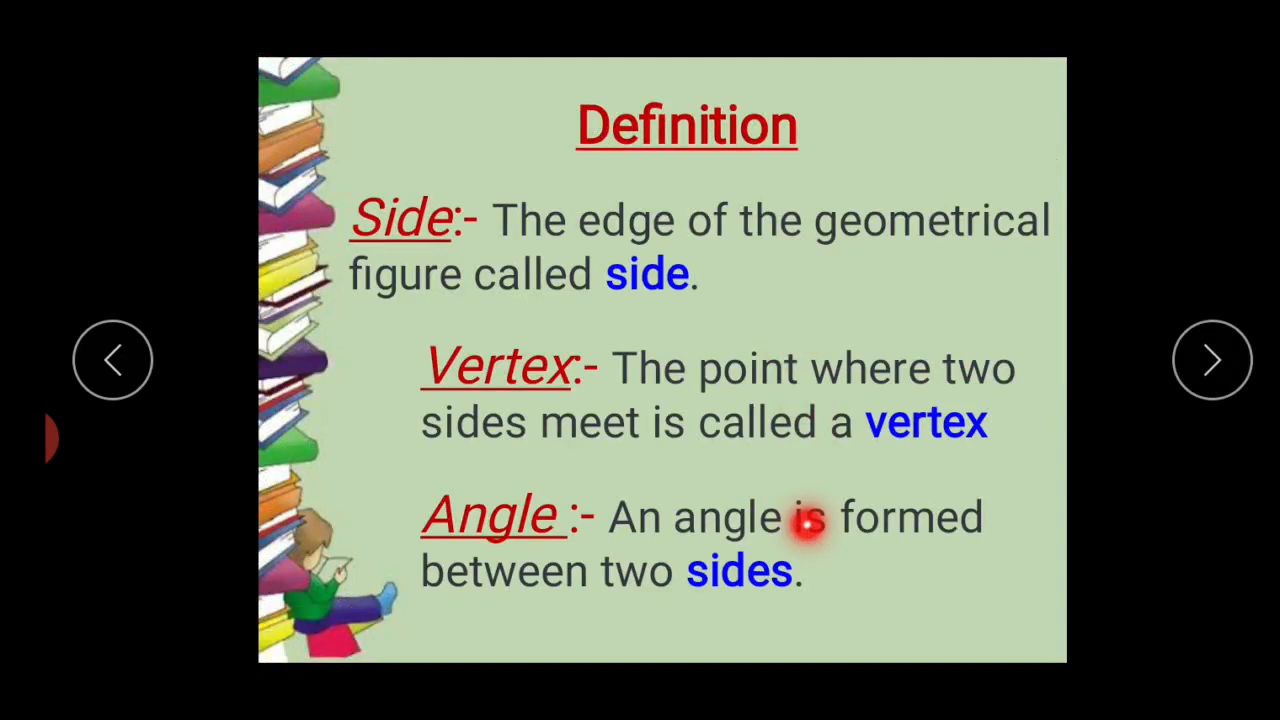 Definition
Side:- The edge of the geometrical
figure called side.
Vertex:- The point where two
sides meet is called a vertex
Angle :- An angle is formed
between two sides.